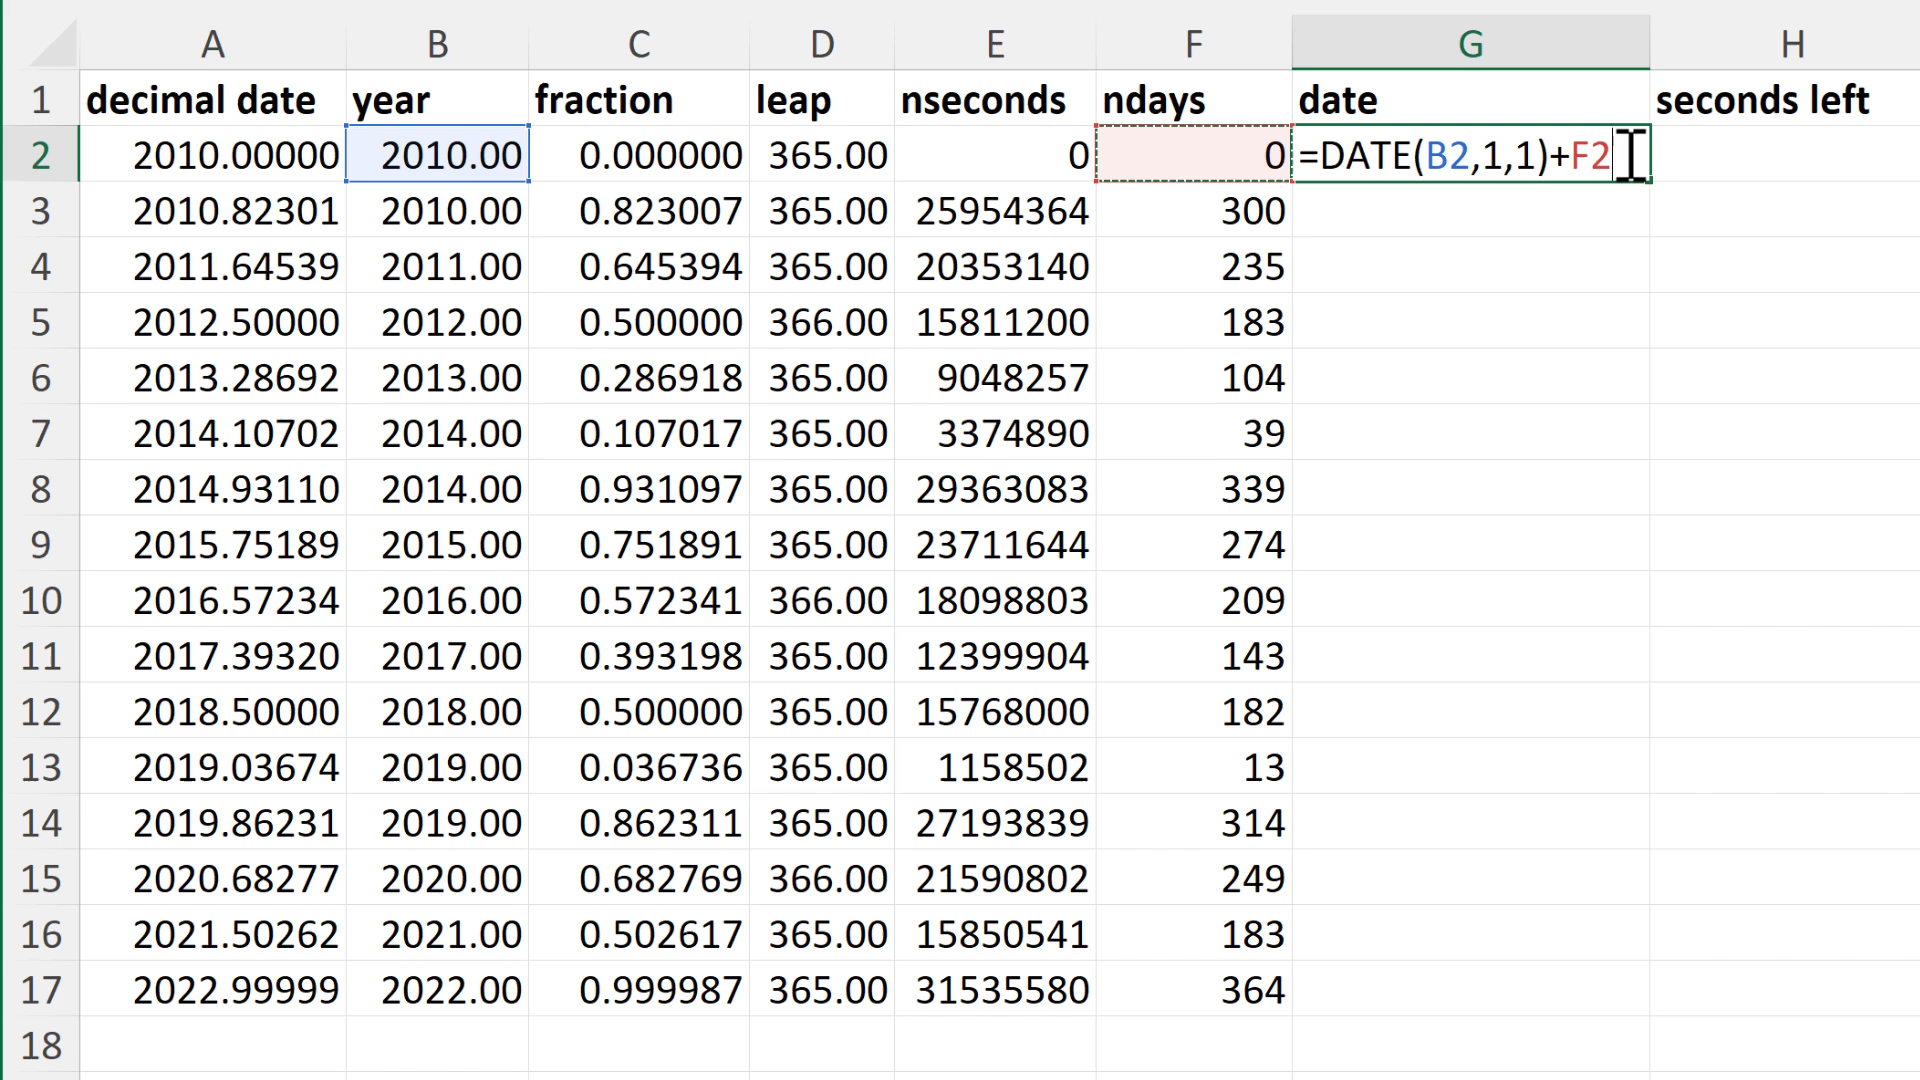 A B C D E F G H
1 decimal date year fraction leap nseconds ndays date seconds left
2 2010.00000 2010.00 0.000000 365.00 0 0 =DATE(B2,1,1)+F2
3 2010.82301 2010.00 0.823007 365.00 25954364 300
4 2011.64539 2011.00 0.645394 365.00 20353140 235
5 2012.50000 2012.00 0.500000 366.00 15811200 183
6 2013.28692 2013.00 0.286918 365.00 9048257 104
7 2014.10702 2014.00 0.107017 365.00 3374890 39
8 2014.93110 2014.00 0.931097 365.00 29363083 339
9 2015.75189 2015.00 0.751891 365.00 23711644 274
10 2016.57234 2016.00 0.572341 366.00 18098803 209
11 2017.39320 2017.00 0.393198 365.00 12399904 143
12 2018.50000 2018.00 0.500000 365.00 15768000 182
13 2019.03674 2019.00 0.036736 365.00 1158502 13
14 2019.86231 2019.00 0.862311 365.00 27193839 314
15 2020.68277 2020.00 0.682769 366.00 21590802 249
16 2021.50262 2021.00 0.502617 365.00 15850541 183
17 2022.99999 2022.00 0.999987 365.00 31535580 364
18